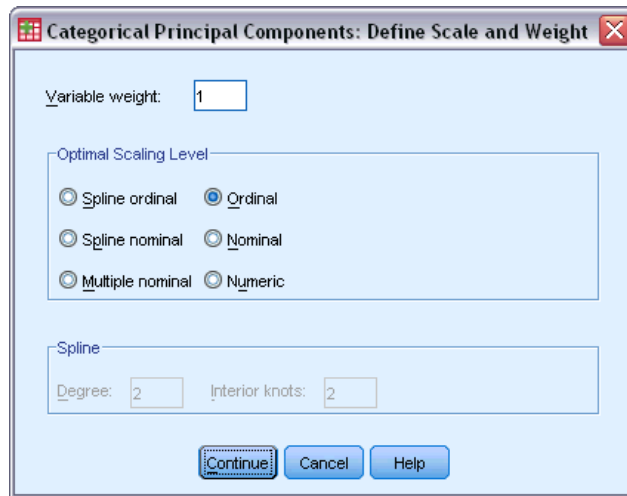 Categorical Principal Components: Define Scale and Weight
Variable weight: 1
Optimal Scaling Level
Spline ordinal Ordinal
Spline nominal Nominal
Multiple nominal Numeric
Spline
Degree: 2 Interior knots: 2
Continue Cancel Help